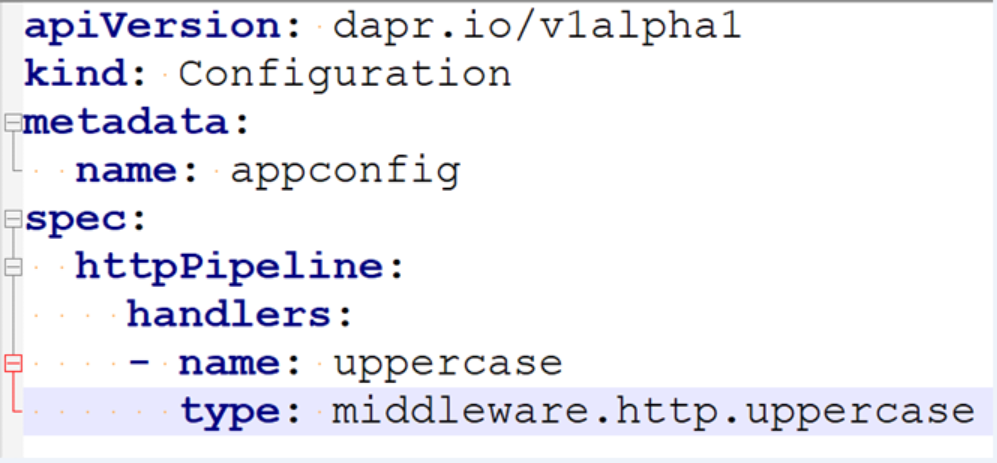 apiVersion: dapr.io/v1alpha1
kind: Configuration
metadata:
  name: appconfig
spec:
  httpPipeline:
    handlers:
    - name: uppercase
      type: middleware.http.uppercase